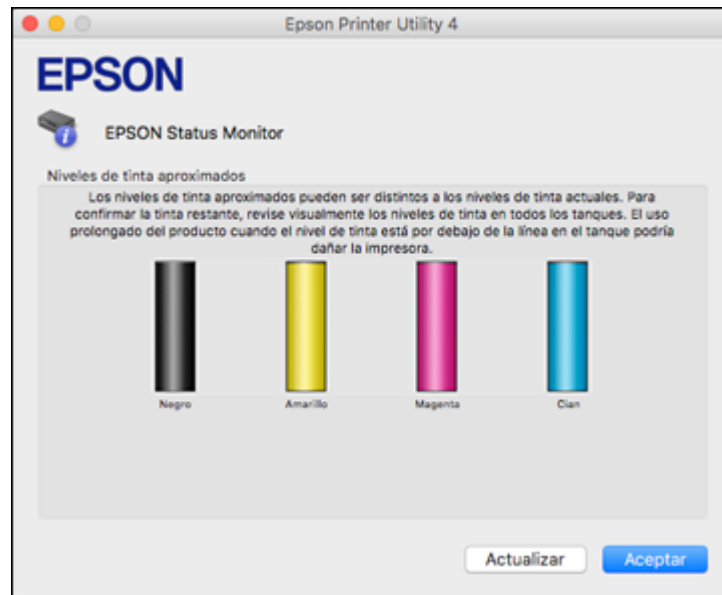 Epson Printer Utility 4
EPSON
EPSON Status Monitor
Niveles de tinta aproximados
Los niveles de tinta aproximados pueden ser distintos a los niveles de tinta actuales. Para
confirmar la tinta restante, revise visualmente los niveles de tinta en todos los tanques. El uso
prolongado del producto cuando el nivel de tinta está por debajo de la línea en el tanque podría
dañar la impresora.
Negro Amarillo Magenta Cian
Actualizar Aceptar